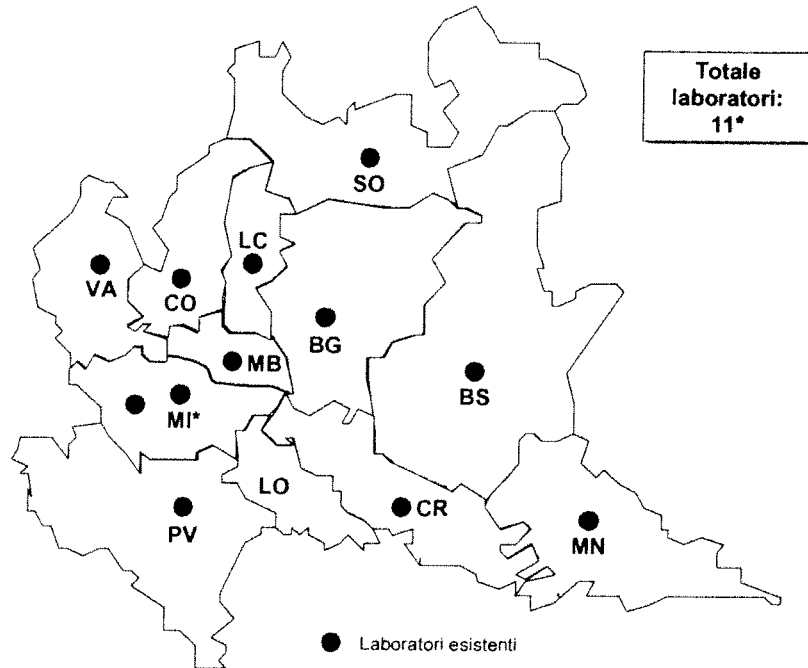 Totale
laboratori:
11*
SO
LC
VA
CO
BG
MB
BS
MI*
LO
CR
PV
MN
Laboratori esistenti